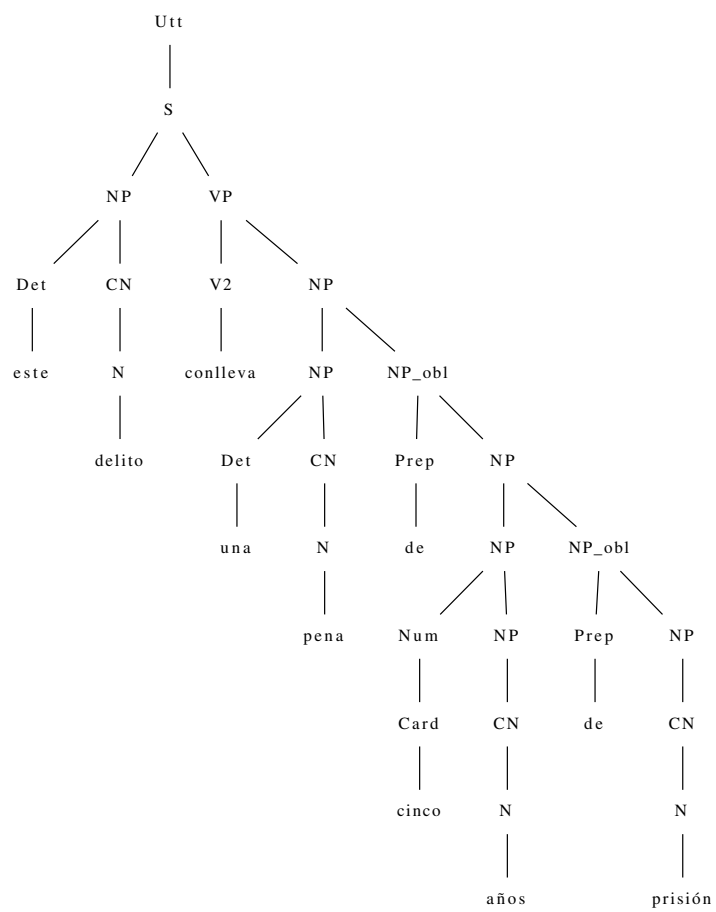 Utt
S
NP VP
Det CN V2 NP
este N conlleva NP NP_obl
delito Det CN Prep NP
una N de NP NP_obl
pena Num NP Prep NP
Card CN de CN
cinco N N
años prisión